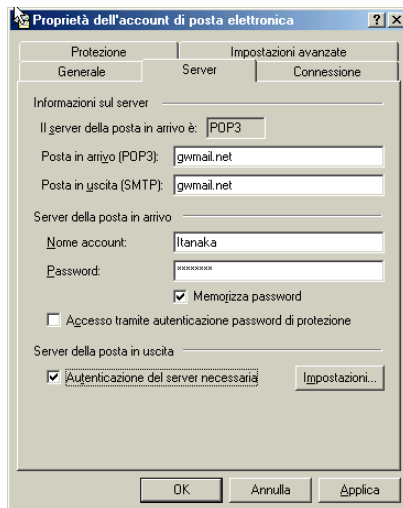 Proprietà dell'account di posta elettronica
Protezione
Impostazioni avanzate
Generale
Server
Connessione
Informazioni sul server
Il server della posta in arrivo è: POP3
Posta in arrivo (POP3): gwmail.net
Posta in uscita (SMTP): gwmail.net
Server della posta in arrivo
Nome account: ltanaka
Password: ********
Memorizza password
Accesso tramite autenticazione password di protezione
Server della posta in uscita
Autenticazione del server necessaria
Impostazioni...
OK
Annulla
Applica